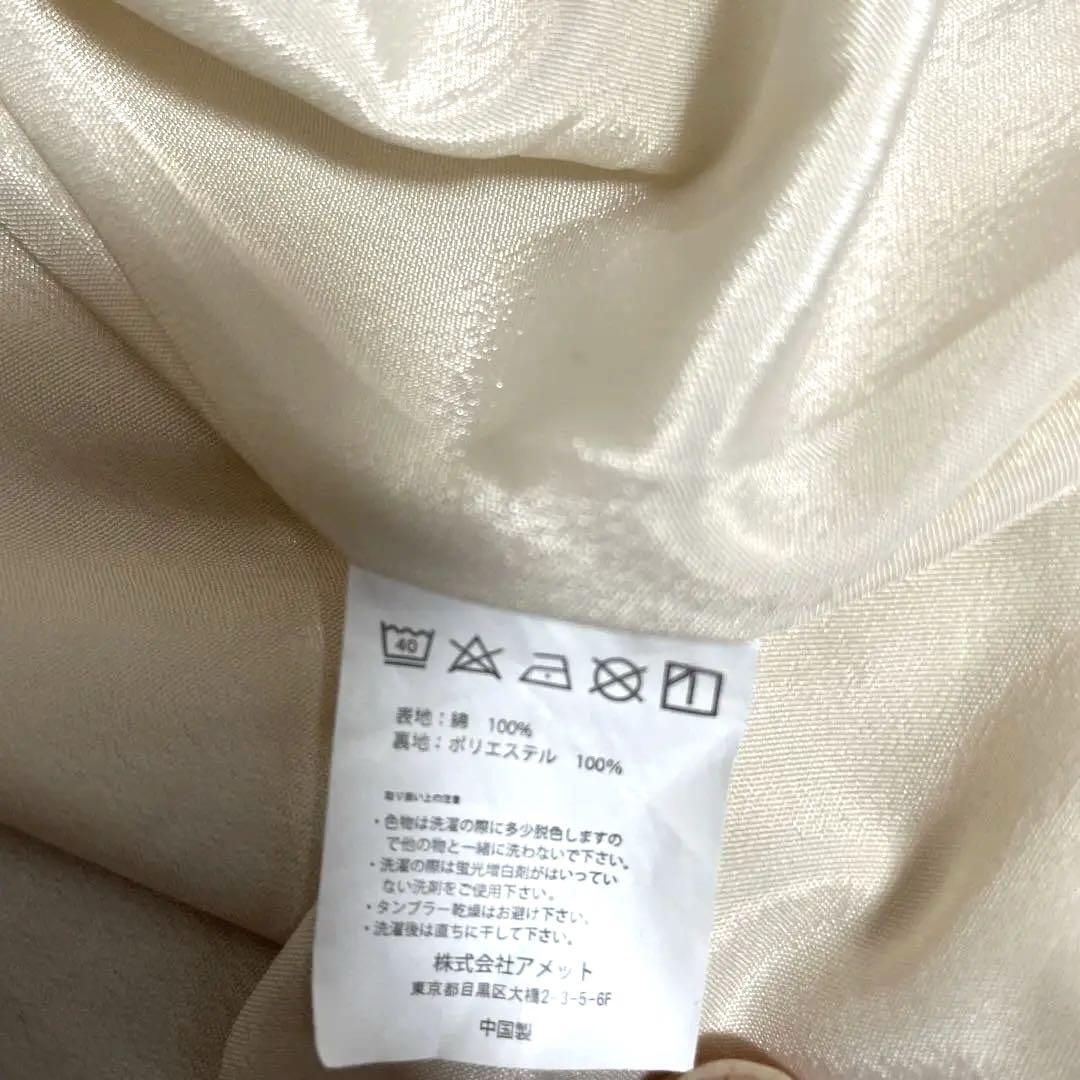 40
表地：綿 100%
裏地：ポリエステル 100%
取り扱い上の注意
・色物は洗濯の際に多少脱色しますの
で他の物と一緒に洗わないで下さい。
・洗濯の際は蛍光増白剤がはいってい
ない洗剤をご使用下さい。
・タンブラー乾燥はお避け下さい。
・洗濯後は直ちに干して下さい。
株式会社アメット
東京都目黒区大橋2-3-5-6F
中国製